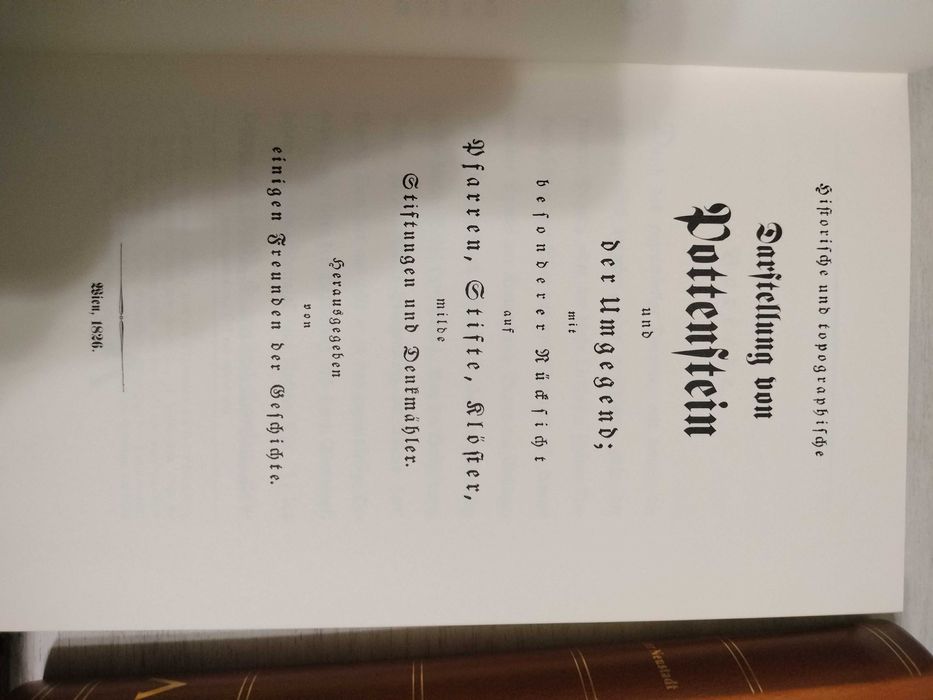 Hiſtoriſche und topographiſche
Darſtellung von
Pottenſtein
und
der Umgegend;
mit
beſonderer Rückſicht
auf
Pfarren, Stifte, Klöſter,
milde
Stiftungen und Denkmähler.
Herausgegeben
von
einigen Freunden der Geſchichte.
Wien, 1826.
Neustadt